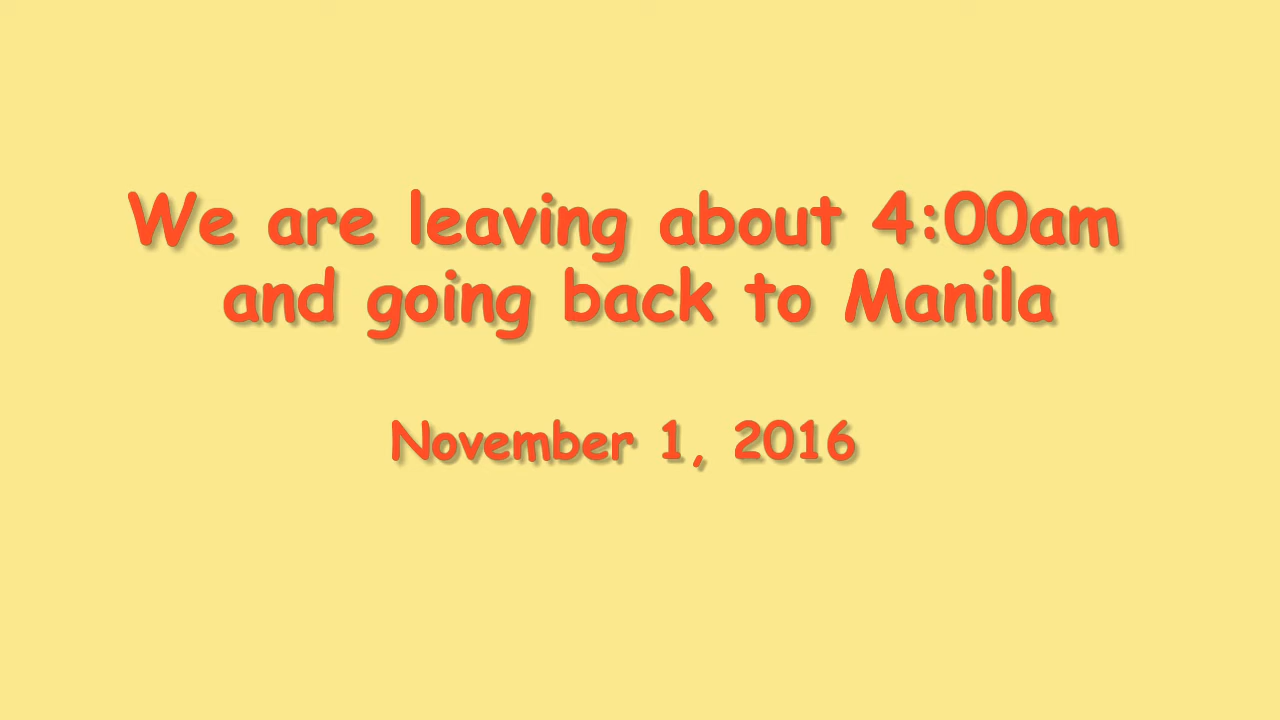 We are leaving about 4:00am
and going back to Manila
November 1, 2016